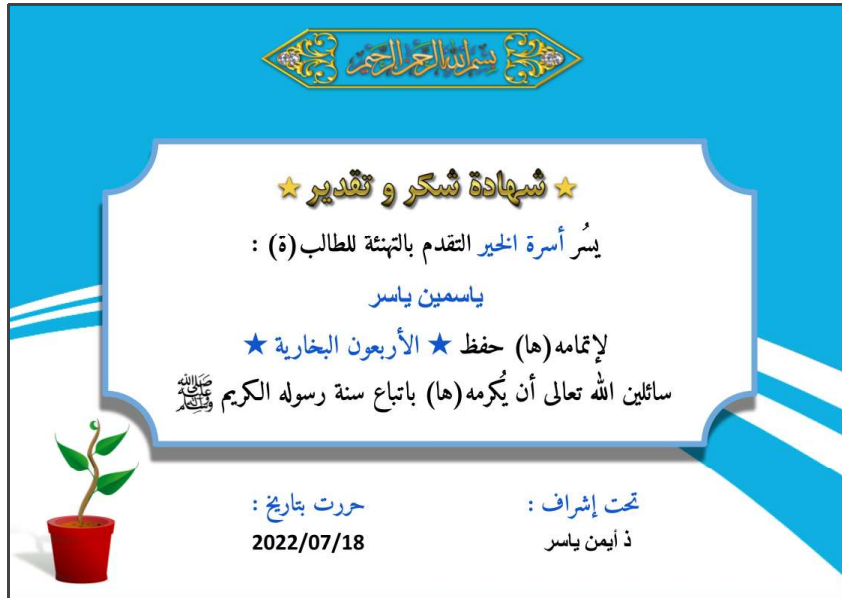 بسم الله الرحمن الرحيم
★ شهادة شكر و تقدير ★
يسُر أسرة الخير التقدم بالتهنئة للطالب(ة) :
ياسمين ياسر
لإتمامه(ها) حفظ ★ الأربعون البخارية ★
سائلين الله تعالى أن يُكرمه(ها) باتباع سنة رسوله الكريم ﷺ
تحت إشراف :
ذ أيمن ياسر
حررت بتاريخ :
2022/07/18